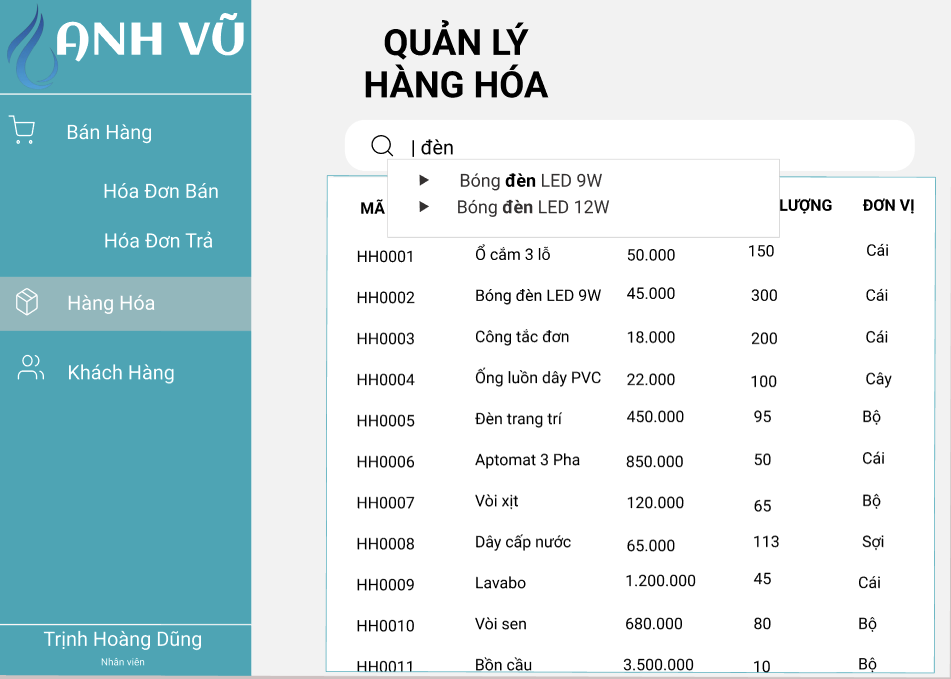 ANH VŨ
Bán Hàng
Hóa Đơn Bán
Hóa Đơn Trả
Hàng Hóa
Khách Hàng
Trịnh Hoàng Dũng
Nhân viên
QUẢN LÝ
HÀNG HÓA
| đèn
Bóng đèn LED 9W
Bóng đèn LED 12W
MÃ LƯỢNG ĐƠN VỊ
HH0001 Ổ cắm 3 lỗ 50.000 150 Cái
HH0002 Bóng đèn LED 9W 45.000 300 Cái
HH0003 Công tắc đơn 18.000 200 Cái
HH0004 Ống luồn dây PVC 22.000 100 Cây
HH0005 Đèn trang trí 450.000 95 Bộ
HH0006 Aptomat 3 Pha 850.000 50 Cái
HH0007 Vòi xịt 120.000 65 Bộ
HH0008 Dây cấp nước 65.000 113 Sợi
HH0009 Lavabo 1.200.000 45 Cái
HH0010 Vòi sen 680.000 80 Bộ
HH0011 Bồn cầu 3.500.000 10 Bộ